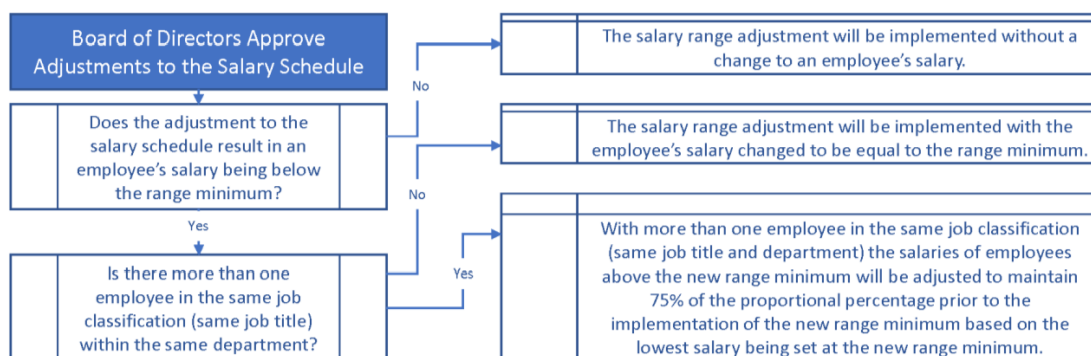 Board of Directors Approve
Adjustments to the Salary Schedule
No
The salary range adjustment will be implemented without a
change to an employee's salary.
Does the adjustment to the
salary schedule result in an
employee's salary being below
the range minimum?
The salary range adjustment will be implemented with the
employee's salary changed to be equal to the range minimum.
No
Yes
Is there more than one
employee in the same job
classification (same job title)
within the same department?
Yes
With more than one employee in the same job classification
(same job title and department) the salaries of employees
above the new range minimum will be adjusted to maintain
75% of the proportional percentage prior to the
implementation of the new range minimum based on the
lowest salary being set at the new range minimum.